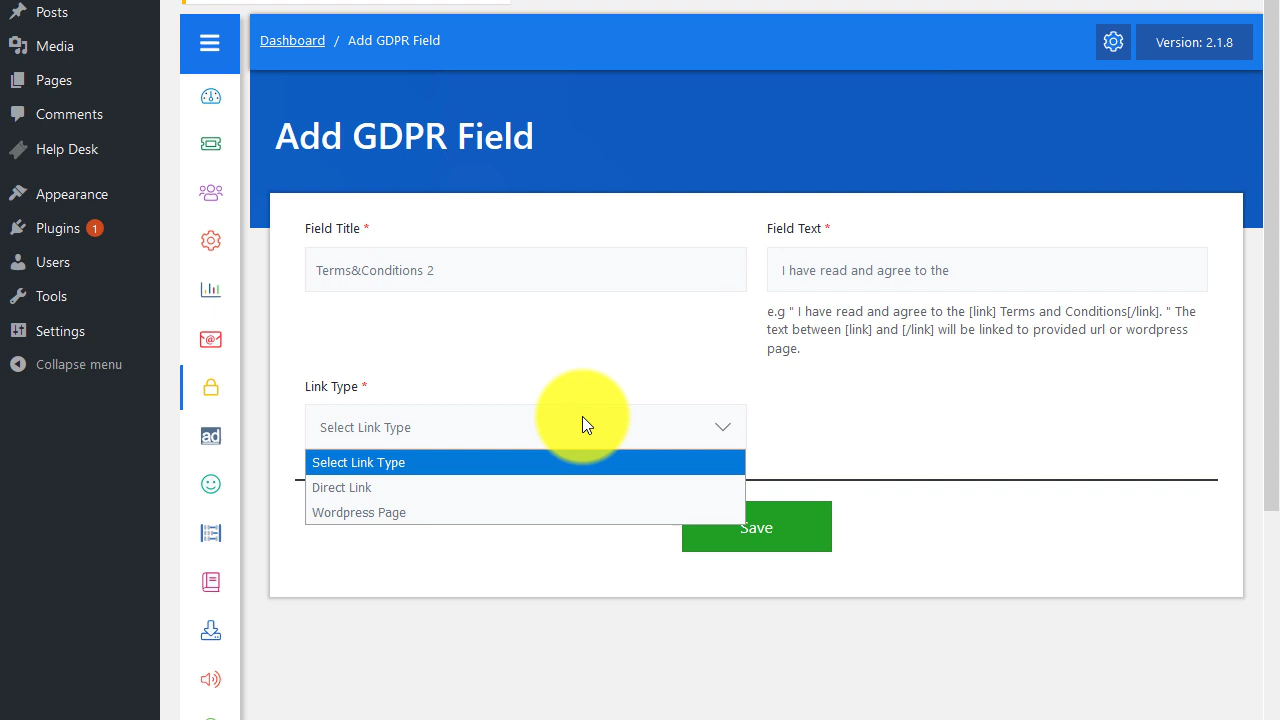 Posts
Media
Pages
Comments
Help Desk
Appearance
Plugins 1
Users
Tools
Settings
Collapse menu
@
ad
Dashboard / Add GDPR Field
Version: 2.1.8
Add GDPR Field
Field Title *
Terms&Conditions 2
Field Text *
I have read and agree to the
e.g " I have read and agree to the [link] Terms and Conditions[/link]. " The
text between [link] and [/link] will be linked to provided url or wordpress
page.
Link Type *
Select Link Type
Select Link Type
Direct Link
Wordpress Page
Save